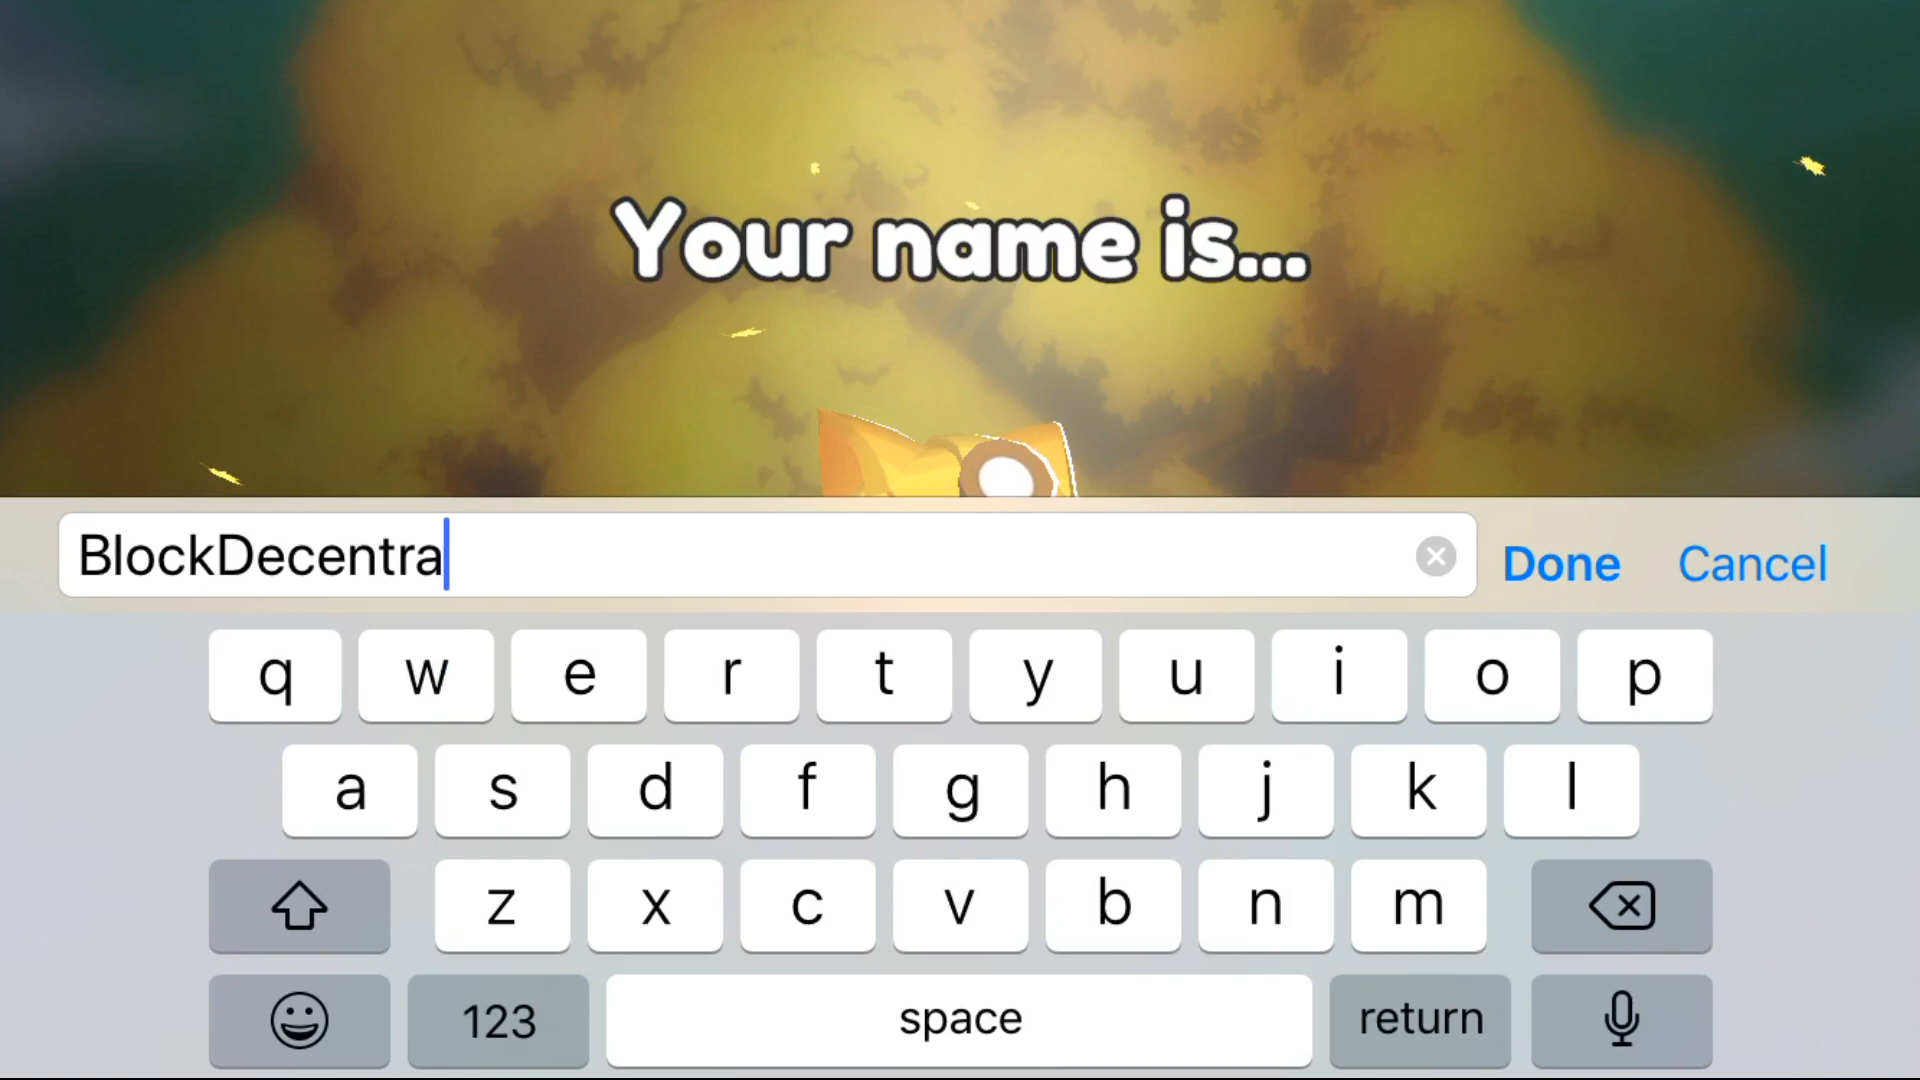 Your name is...
BlockDecentra
Done Cancel
q w e r t y u i o p
a s d f g h j k l
z x c v b n m
123 space return